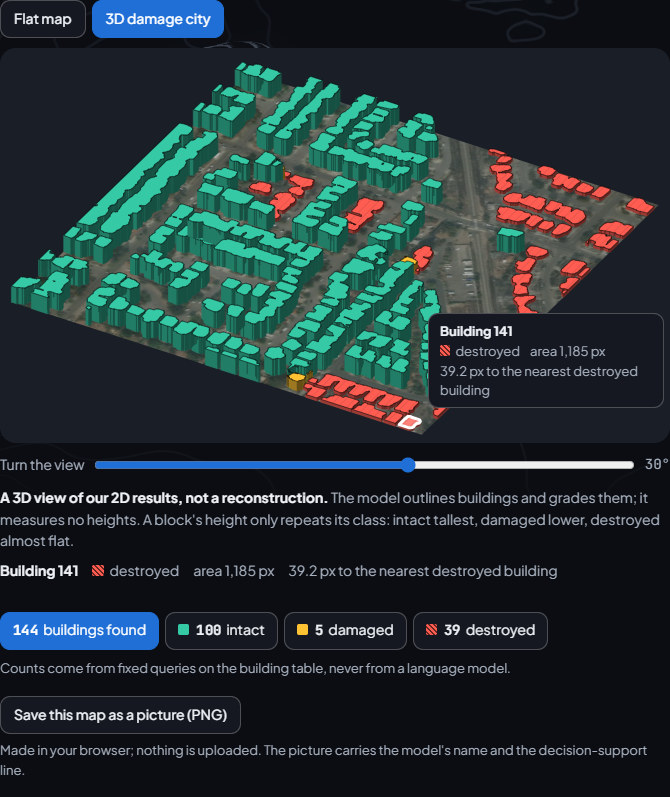 Flat map
3D damage city
Building 141
destroyed area 1,185 px
39.2 px to the nearest destroyed
building
Turn the view
30°
A 3D view of our 2D results, not a reconstruction. The model outlines buildings and grades them; it
measures no heights. A block's height only repeats its class: intact tallest, damaged lower, destroyed
almost flat.
Building 141 destroyed area 1,185 px 39.2 px to the nearest destroyed building
144 buildings found
100 intact
5 damaged
39 destroyed
Counts come from fixed queries on the building table, never from a language model.
Save this map as a picture (PNG)
Made in your browser; nothing is uploaded. The picture carries the model's name and the decision-support
line.